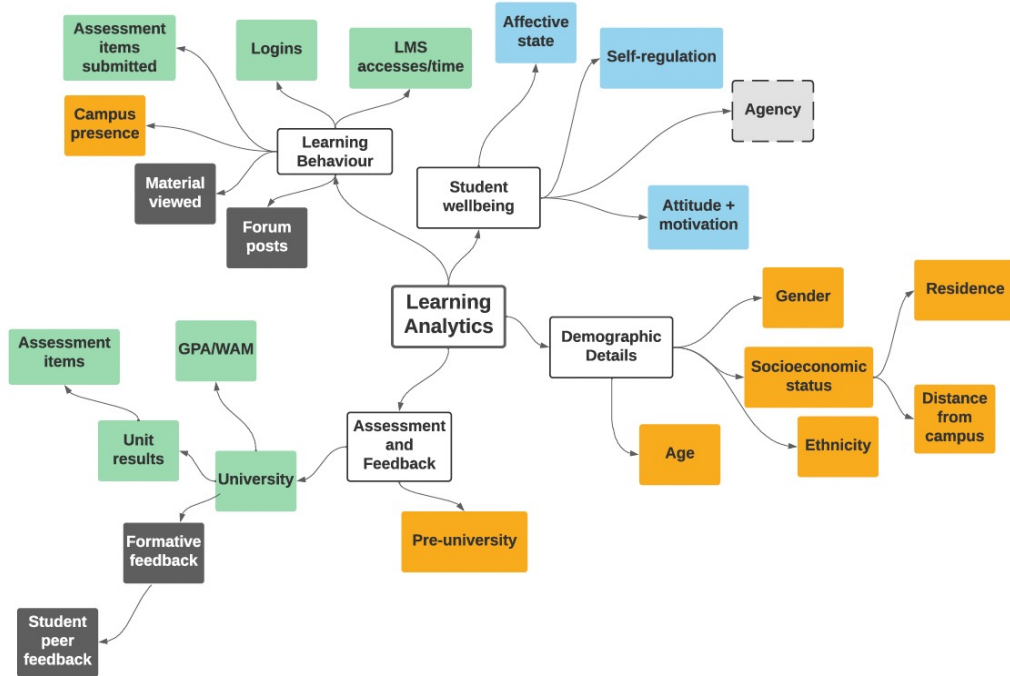 Assessment
items
submitted
Logins
LMS
accesses/time
Affective
state
Self-regulation
Agency
Campus
presence
Learning
Behaviour
Material
viewed
Forum
posts
Student
wellbeing
Attitude +
motivation
Learning
Analytics
Demographic
Details
Gender
Residence
Socioeconomic
status
Distance
from
campus
Ethnicity
Age
Assessment
items
GPA/WAM
Assessment
and
Feedback
Unit
results
University
Pre-university
Formative
feedback
Student
peer
feedback